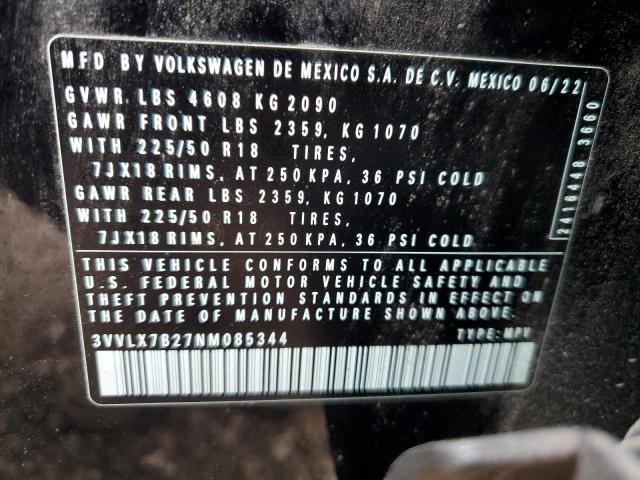 MFD BY VOLKSWAGEN DE MEXICO S.A. DE C.V. MEXICO 06/22
GVWR LBS 4608 KG 2090
GAWR FRONT LBS 2359, KG 1070
WITH 225/50 R18 TIRES,
7JX18 RIMS, AT 250 KPA, 36 PSI COLD
GAWR REAR LBS 2359, KG 1070
WITH 225/50 R18 TIRES,
7JX18 RIMS, AT 250 KPA, 36 PSI COLD
THIS VEHICLE CONFORMS TO ALL APPLICABLE
U.S. FEDERAL MOTOR VEHICLE SAFETY AND
THEFT PREVENTION STANDARDS IN EFFECT ON
THE DATE OF MANUFACTURE SHOWN ABOVE.
3VVLX7B27NM085344 TYPE: MPV
2416448 3660